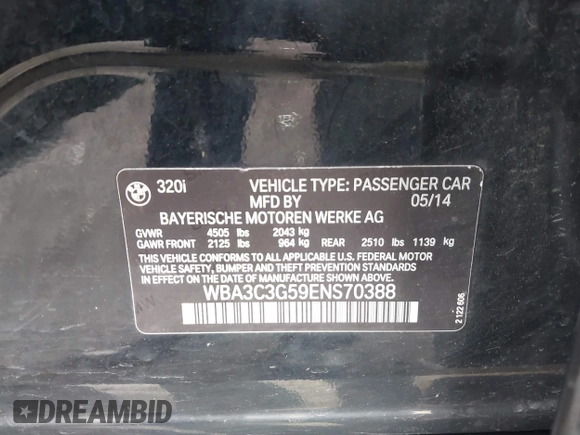 320i VEHICLE TYPE: PASSENGER CAR
MFD BY 05/14
BAYERISCHE MOTOREN WERKE AG
GVWR 4505 lbs 2043 kg
GAWR FRONT 2125 lbs 964 kg REAR 2510 lbs 1139 kg
THIS VEHICLE CONFORMS TO ALL APPLICABLE U.S. FEDERAL MOTOR
VEHICLE SAFETY, BUMPER AND THEFT PREVENTION STANDARDS IN
EFFECT ON THE DATE OF MANUFACTURE SHOWN ABOVE.
WBA3C3G59ENS70388
2 122 606
DREAMBID